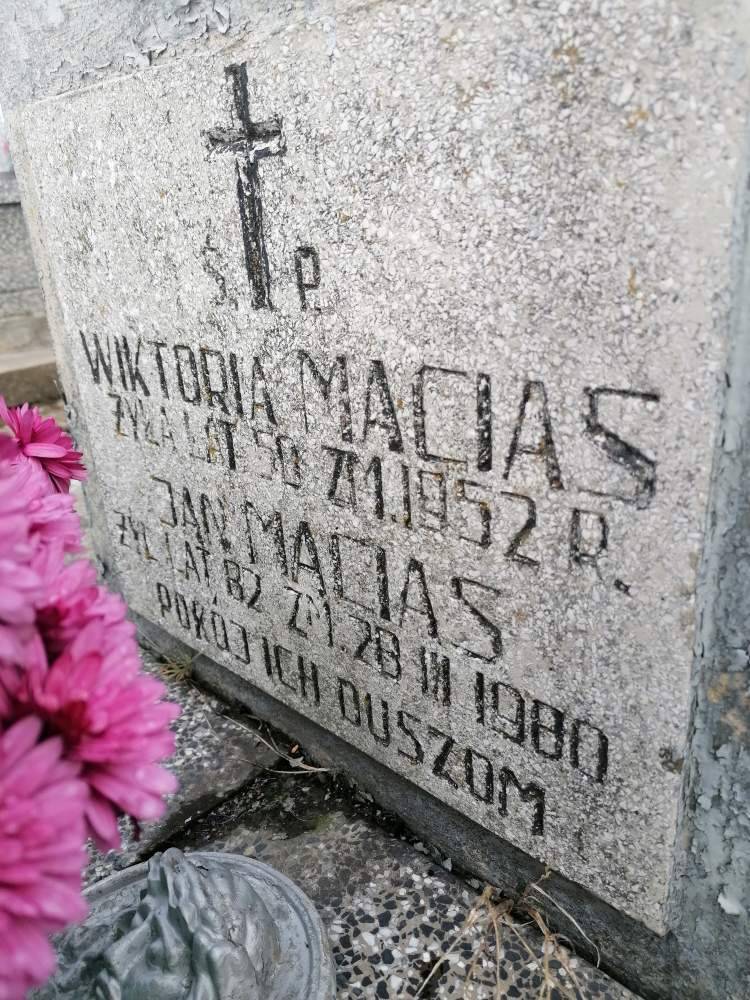 Ś. P.
WIKTORIA MACIAS
ŻYŁA LAT 50 ZM. 1952 R.
JAN MACIAS
ŻYŁ LAT 82 ZM. 28 III 1980
POKÓJ ICH DUSZOM